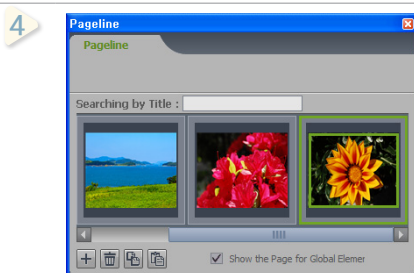 4
Pageline
Pageline
Searching by Title :
Show the Page for Global Elemer